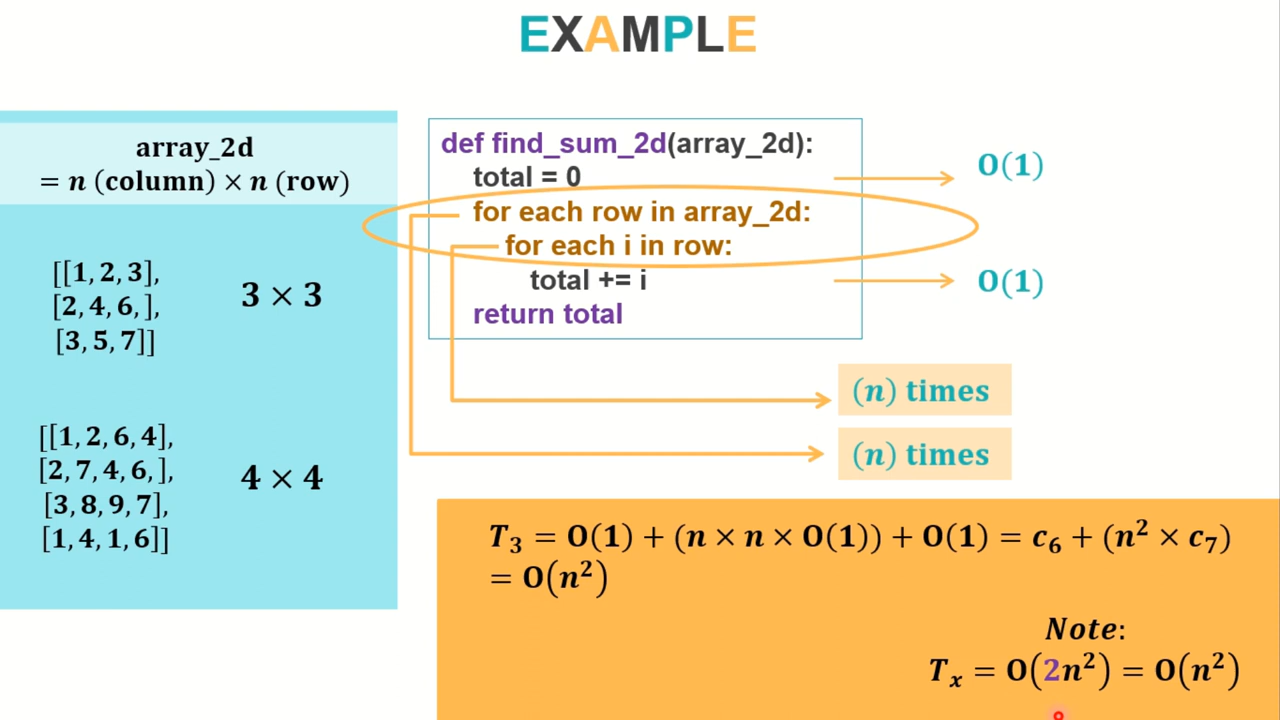 EXAMPLE
array_2d
= n (column) × n (row)
[[1, 2, 3],
[2, 4, 6, ],
[3, 5, 7]]
3 × 3
[[1, 2, 6, 4],
[2, 7, 4, 6, ],
[3, 8, 9, 7],
[1, 4, 1, 6]]
4 × 4
def find_sum_2d(array_2d):
total = 0
for each row in array_2d:
for each i in row:
total += i
return total
O(1)
O(1)
(n) times
(n) times
T₃ = O(1) + (n × n × O(1)) + O(1) = c₆ + (n² × c₇)
= O(n²)
Note:
Tₓ = O(2n²) = O(n²)